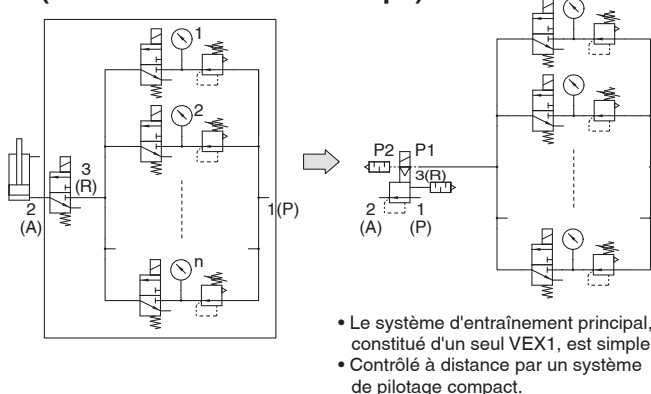 1
2
3
(R)
2
(A)
1(P)
n
P2
P1
3(R)
2
(A)
1
(P)
• Le système d'entraînement principal,
constitué d'un seul VEX1, est simple
• Contrôlé à distance par un système
de pilotage compact.